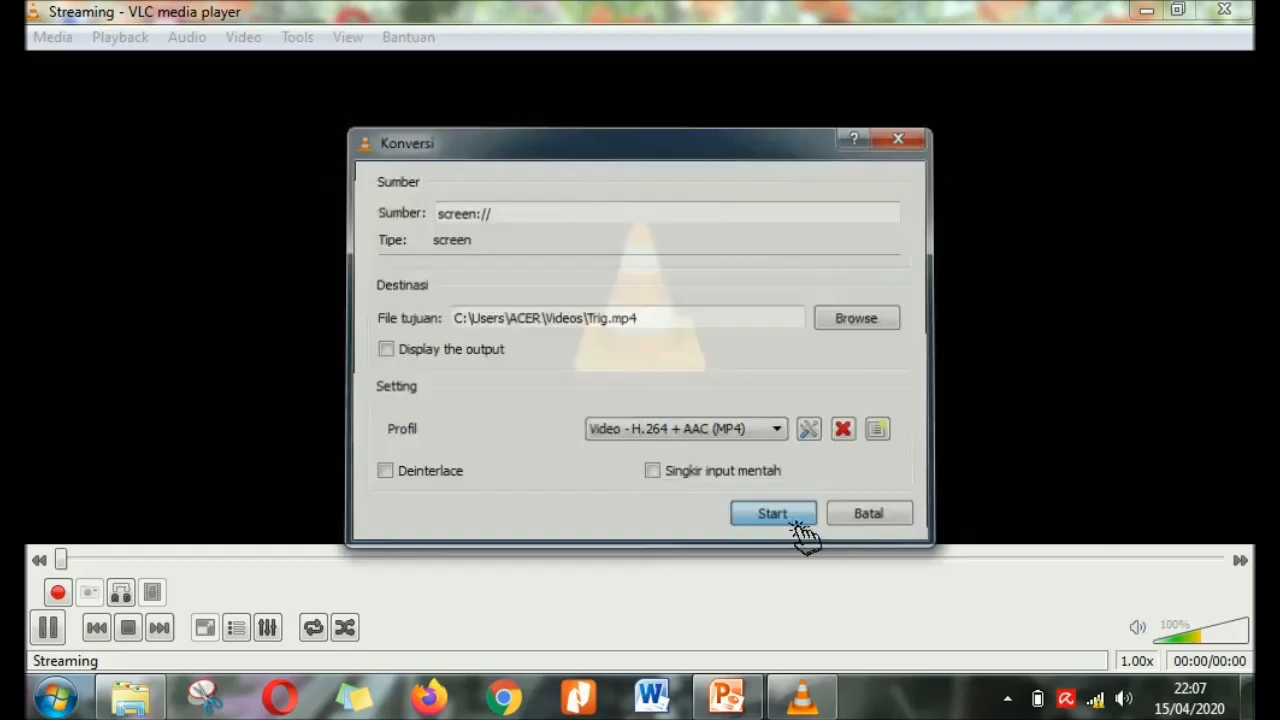 Streaming - VLC media player
Media Playback Audio Video Tools View Bantuan
Konversi
Sumber
Sumber: screen://
Tipe: screen
Destinasi
File tujuan: C:\Users\ACER\Videos\Trig.mp4 Browse
Display the output
Setting
Profil Video - H.264 + AAC (MP4)
Deinterlace Singkir input mentah
Start Batal
100%
Streaming 1.00x 00:00/00:00
22:07
15/04/2020